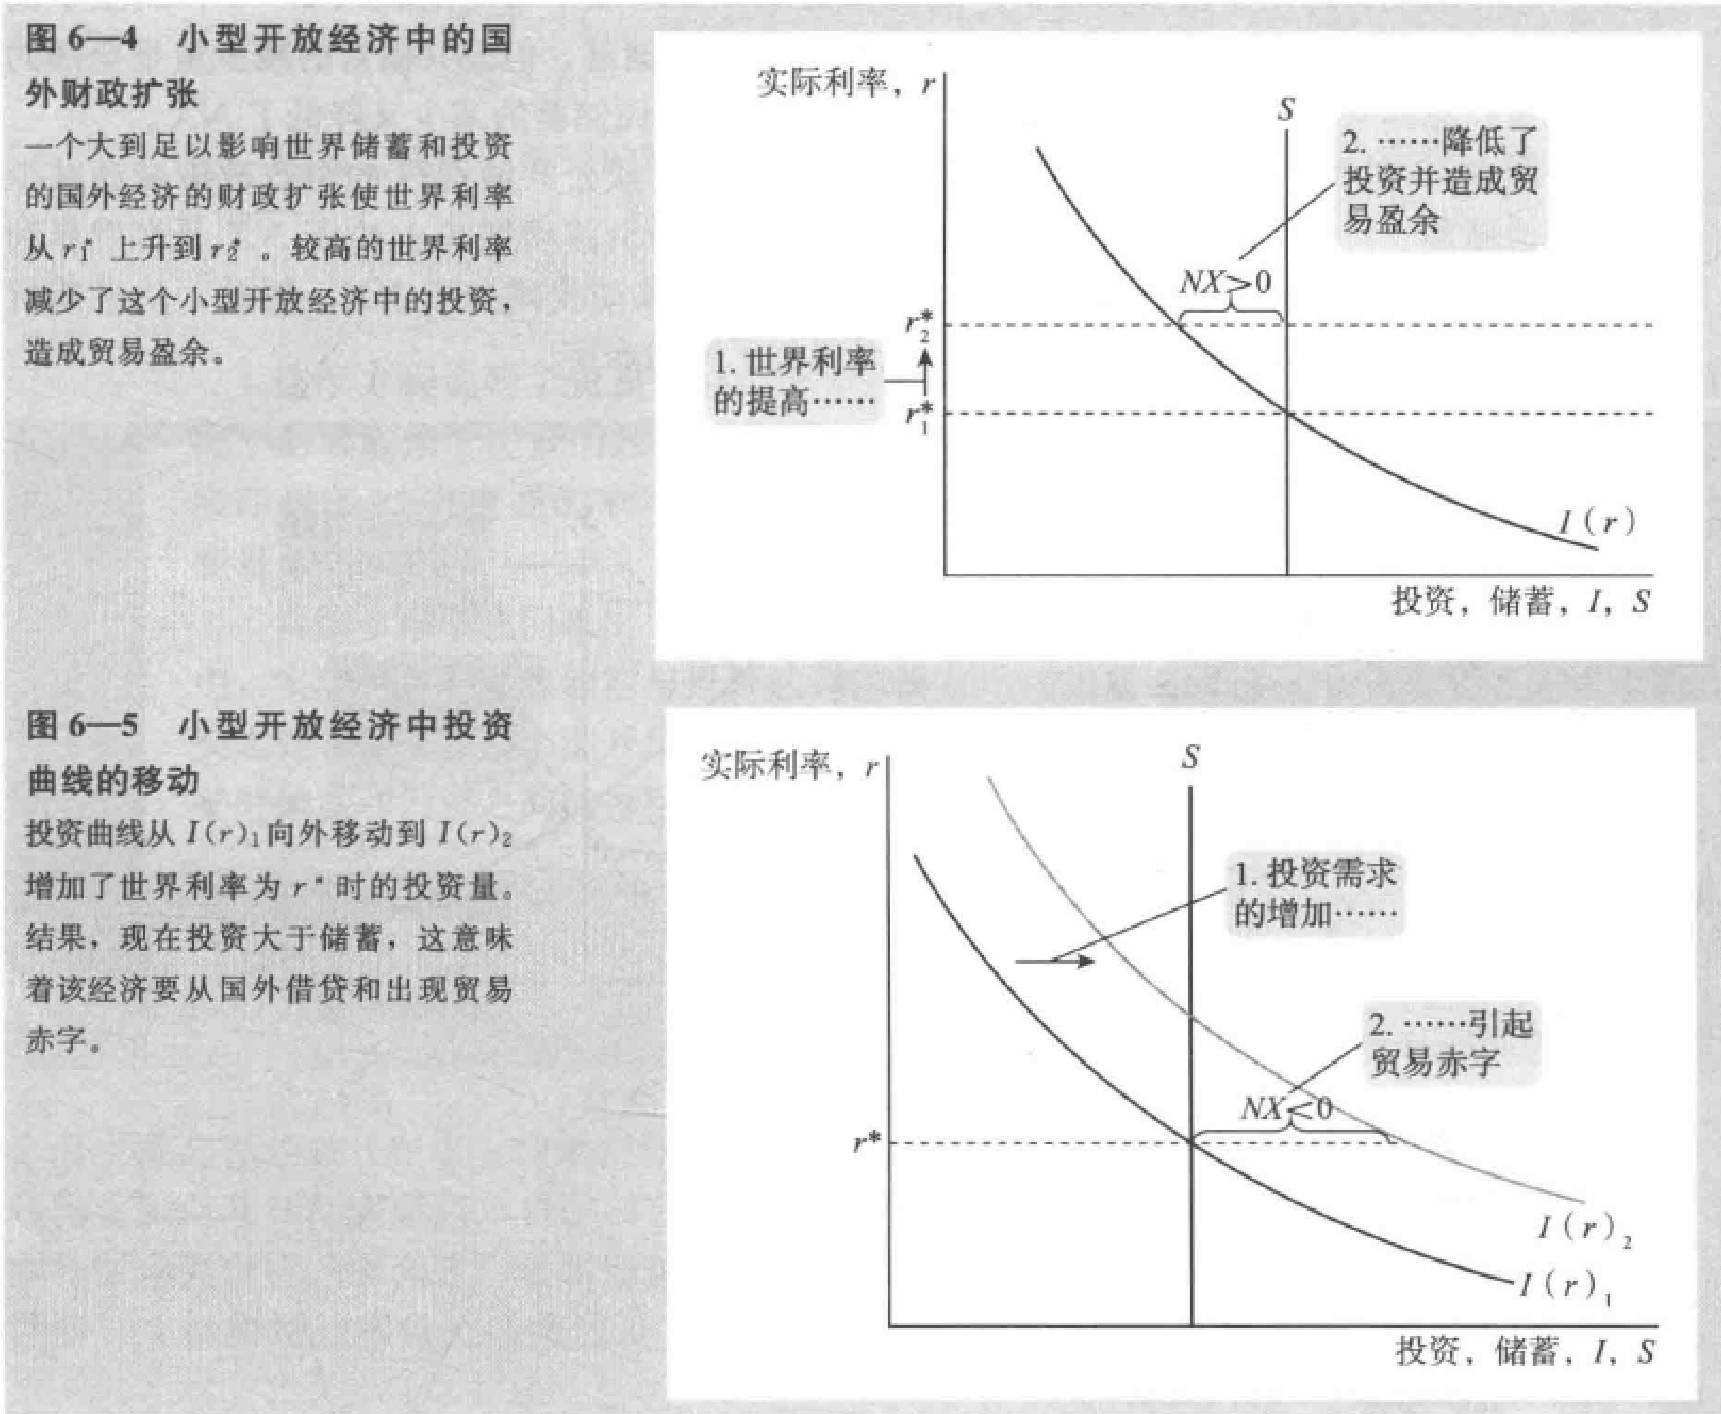 图 6—4 小型开放经济中的国
外财政扩张
一个大到足以影响世界储蓄和投资
的国外经济的财政扩张使世界利率
从 r₁* 上升到 r₂* 。较高的世界利率
减少了这个小型开放经济中的投资，
造成贸易盈余。
实际利率，r
S
2. ……降低了
投资并造成贸
易盈余
NX>0
r₂*
1. 世界利率
的提高……
r₁*
I（r）
投资，储蓄，I，S
图 6—5 小型开放经济中投资
曲线的移动
投资曲线从 I(r)₁向外移动到 I(r)₂
增加了世界利率为 r* 时的投资量。
结果，现在投资大于储蓄，这意味
着该经济要从国外借贷和出现贸易
赤字。
实际利率，r
S
1. 投资需求
的增加……
2. ……引起
贸易赤字
NX<0
r*
I（r）₂
I（r）₁
投资，储蓄，I，S